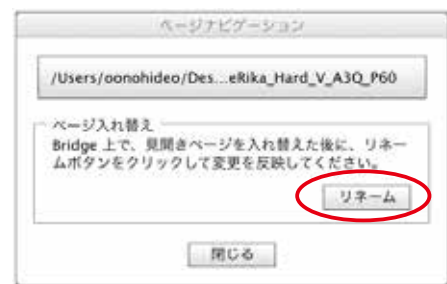 ページナビゲーション
/Users/oonohideo/Des...eRika_Hard_V_A3Q_P60
ページ入れ替え
Bridge 上で、見開きページを入れ替えた後に、リネー
ムボタンをクリックして変更を反映してください。
リネーム
閉じる